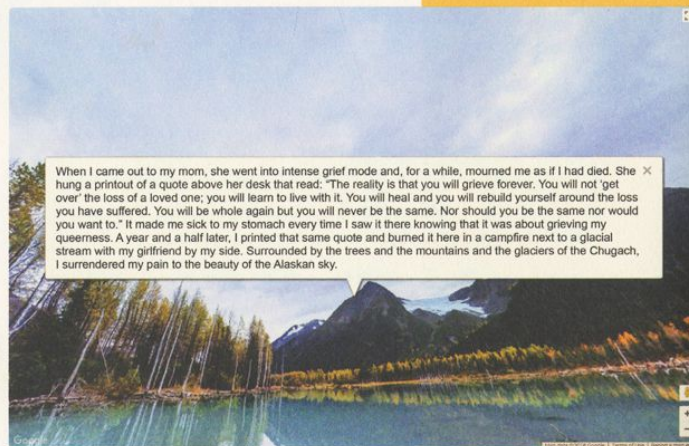 When I came out to my mom, she went into intense grief mode and, for a while, mourned me as if I had died. She
hung a printout of a quote above her desk that read: “The reality is that you will grieve forever. You will not ‘get
over’ the loss of a loved one; you will learn to live with it. You will heal and you will rebuild yourself around the loss
you have suffered. You will be whole again but you will never be the same. Nor should you be the same nor would
you want to.” It made me sick to my stomach every time I saw it there knowing that it was about grieving my
queerness. A year and a half later, I printed that same quote and burned it here in a campfire next to a glacial
stream with my girlfriend by my side. Surrounded by the trees and the mountains and the glaciers of the Chugach,
I surrendered my pain to the beauty of the Alaskan sky.
Google